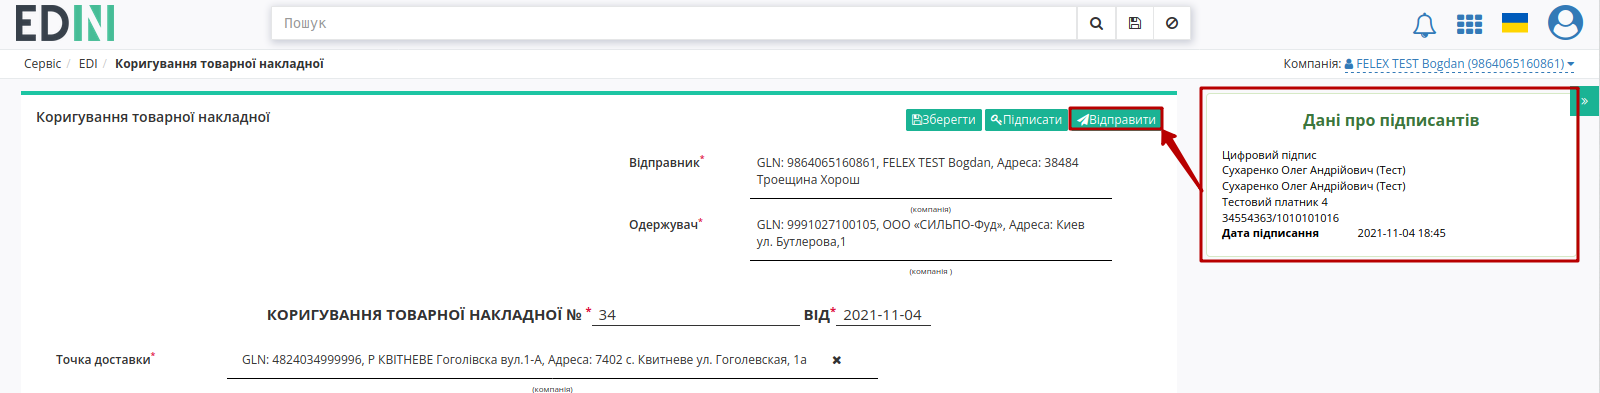 EDIN
Пошук
Сервіс / EDI / Коригування товарної накладної
Компанія: FELEX TEST Bogdan (9864065160861)
Коригування товарної накладної
Зберегти Підписати Відправити
»
Дані про підписантів
Цифровий підпис
Сухаренко Олег Андрійович (Тест)
Сухаренко Олег Андрійович (Тест)
Тестовий платник 4
34554363/1010101016
Дата підписання 2021-11-04 18:45
Відправник* GLN: 9864065160861, FELEX TEST Bogdan, Адреса: 38484
Троещина Хорош
(компанія)
Одержувач* GLN: 9991027100105, ООО «СИЛЬПО-Фуд», Адреса: Киев
ул. Бутлерова,1
(компанія )
КОРИГУВАННЯ ТОВАРНОЇ НАКЛАДНОЇ № * 34 ВІД* 2021-11-04
Точка доставки* GLN: 4824034999996, Р КВІТНЕВЕ Гоголівска вул.1-А, Адреса: 7402 с. Квитневе ул. Гоголевская, 1а
(компанія)